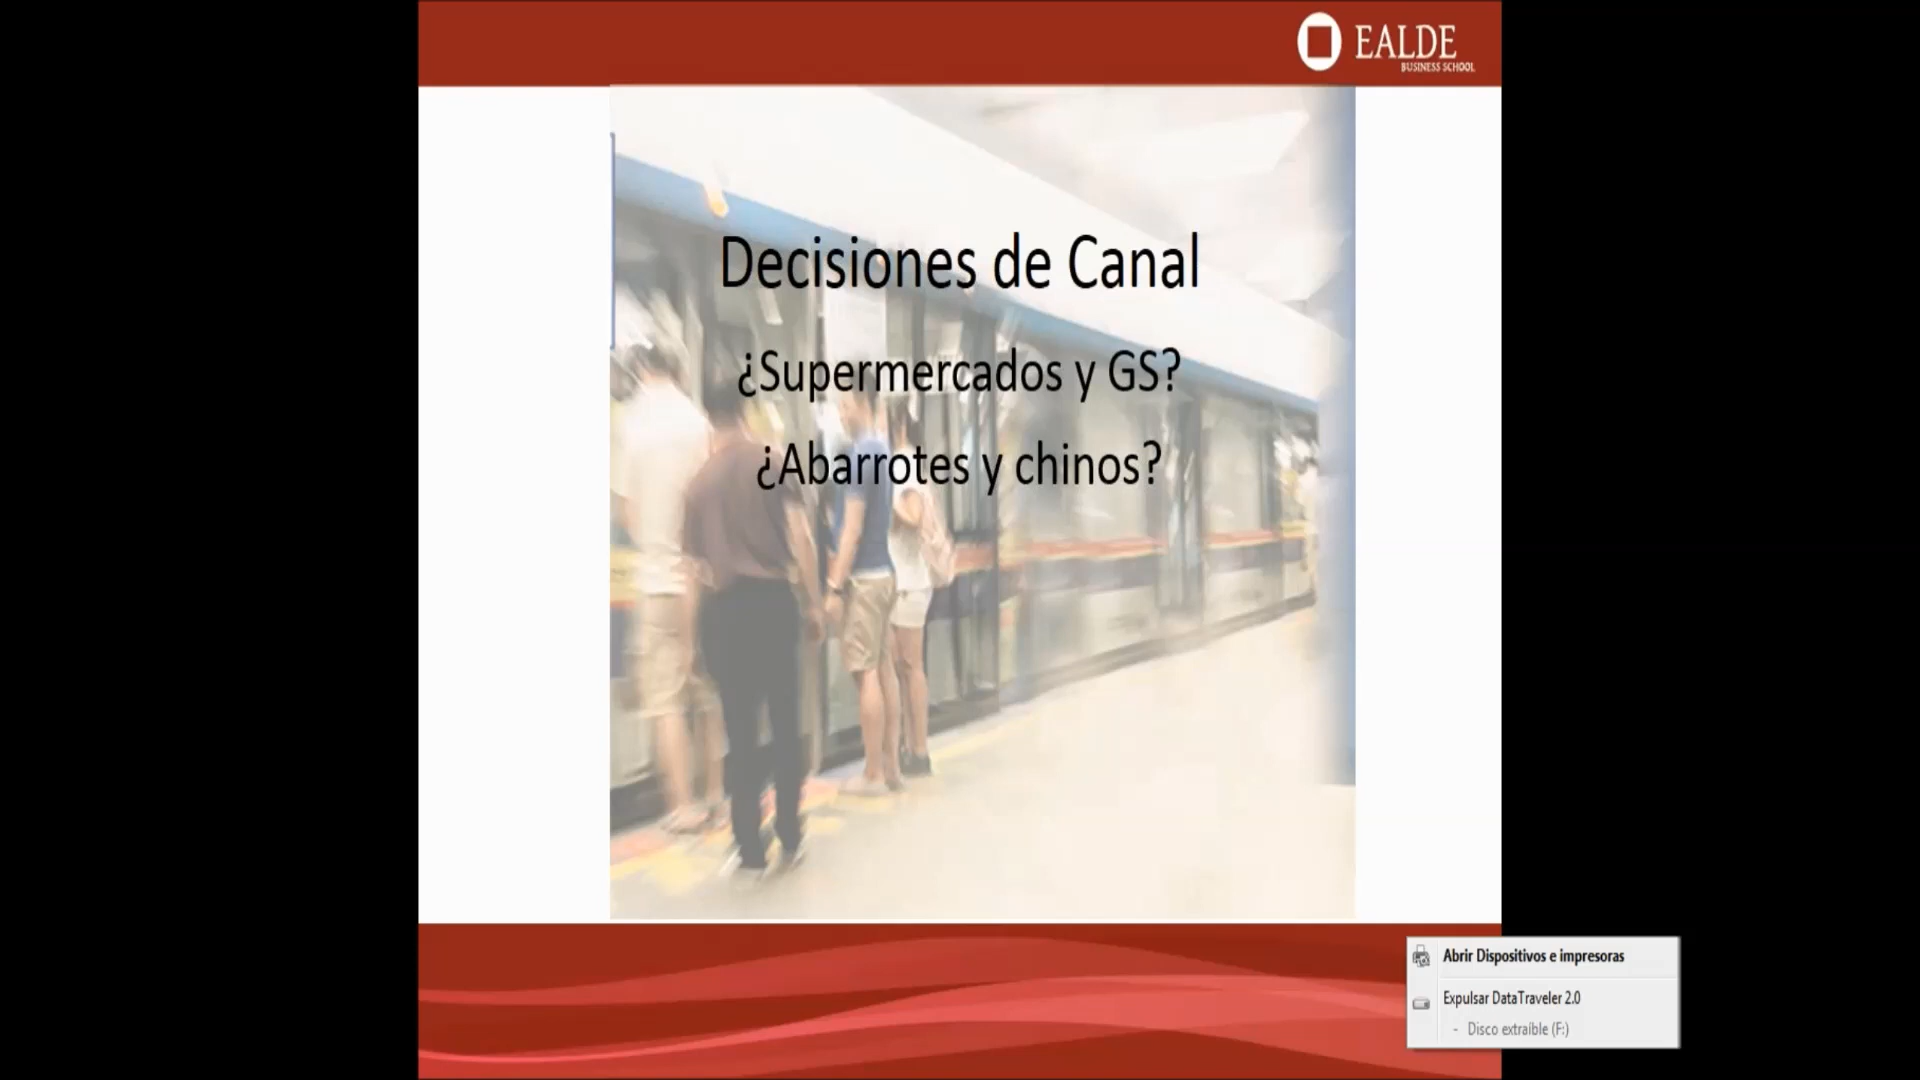 EALDE
BUSINESS SCHOOL
Decisiones de Canal
¿Supermercados y GS?
¿Abarrotes y chinos?
Abrir Dispositivos e impresoras
Expulsar DataTraveler 2.0
- Disco extraíble (F:)